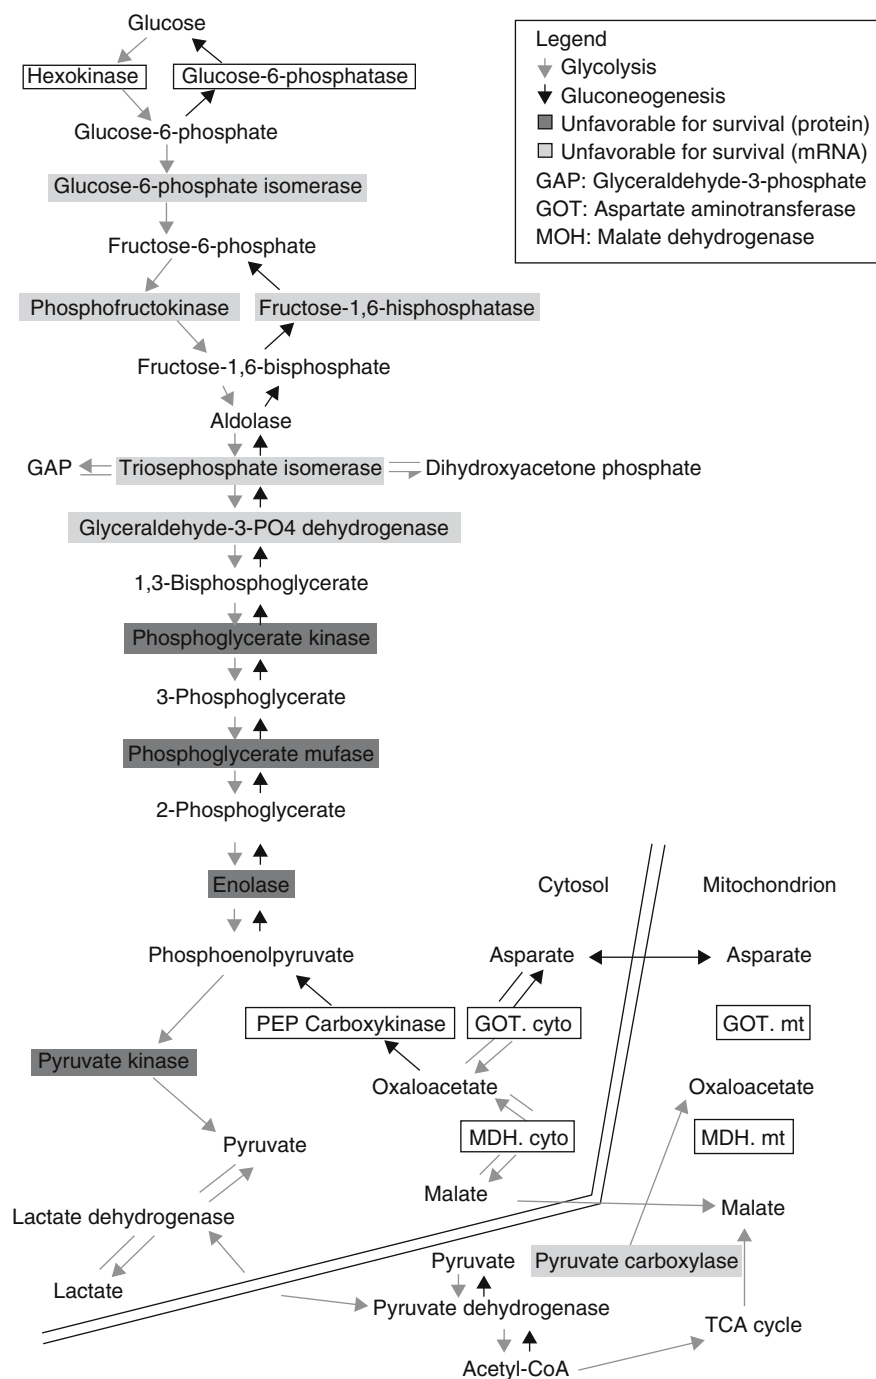 Glucose
Hexokinase
Glucose-6-phosphatase
Glucose-6-phosphate
Glucose-6-phosphate isomerase
Fructose-6-phosphate
Phosphofructokinase
Fructose-1,6-hisphosphatase
Fructose-1,6-bisphosphate
Aldolase
GAP
Triosephosphate isomerase
Dihydroxyacetone phosphate
Glyceraldehyde-3-PO4 dehydrogenase
1,3-Bisphosphoglycerate
Phosphoglycerate kinase
3-Phosphoglycerate
Phosphoglycerate mufase
2-Phosphoglycerate
Enolase
Phosphoenolpyruvate
Legend
Glycolysis
Gluconeogenesis
Unfavorable for survival (protein)
Unfavorable for survival (mRNA)
GAP: Glyceraldehyde-3-phosphate
GOT: Aspartate aminotransferase
MOH: Malate dehydrogenase
Cytosol
Mitochondrion
Asparate
Asparate
PEP Carboxykinase
GOT. cyto
GOT. mt
Pyruvate kinase
Oxaloacetate
Oxaloacetate
MDH. cyto
MDH. mt
Pyruvate
Malate
Malate
Lactate dehydrogenase
Lactate
Pyruvate
Pyruvate carboxylase
Pyruvate dehydrogenase
TCA cycle
Acetyl-CoA